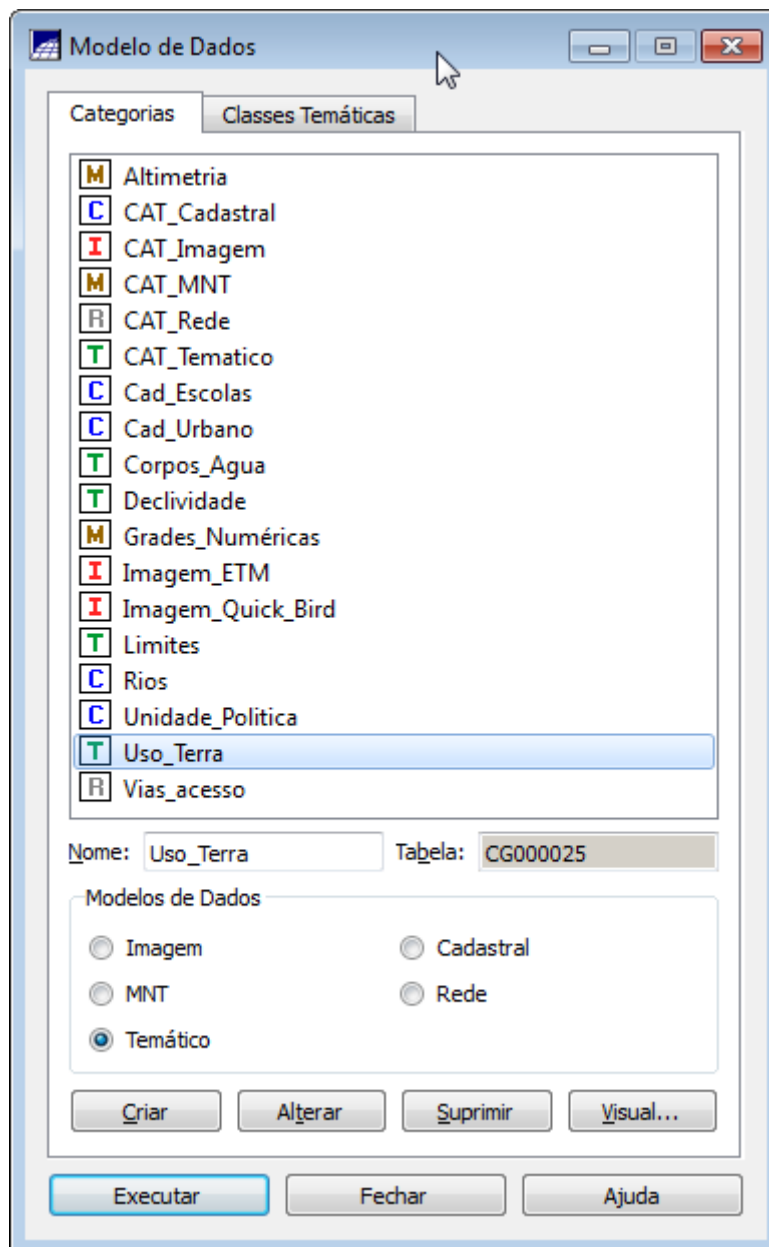 Modelo de Dados
Categorias Classes Temáticas
M Altimetria
C CAT_Cadastral
I CAT_Imagem
M CAT_MNT
R CAT_Rede
T CAT_Tematico
C Cad_Escolas
C Cad_Urbano
T Corpos_Agua
T Declividade
M Grades_Numéricas
I Imagem_ETM
I Imagem_Quick_Bird
T Limites
C Rios
C Unidade_Politica
T Uso_Terra
R Vias_acesso
Nome: Uso_Terra Tabela: CG000025
Modelos de Dados
Imagem Cadastral
MNT Rede
Temático
Criar Alterar Suprimir Visual...
Executar Fechar Ajuda